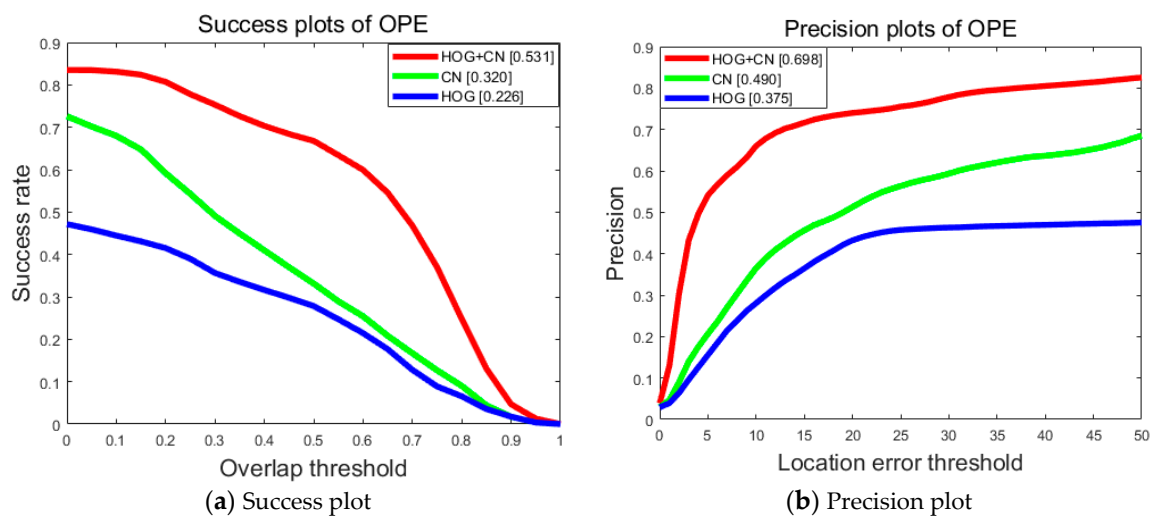 Success plots of OPE
0.9
0.8
0.7
0.6
0.5
0.4
0.3
0.2
0.1
0
Success rate
HOG+CN [0.531]
CN [0.320]
HOG [0.226]
0 0.1 0.2 0.3 0.4 0.5 0.6 0.7 0.8 0.9 1
Overlap threshold
(a) Success plot
Precision plots of OPE
0.9
0.8
0.7
0.6
0.5
0.4
0.3
0.2
0.1
0
Precision
HOG+CN [0.698]
CN [0.490]
HOG [0.375]
0 5 10 15 20 25 30 35 40 45 50
Location error threshold
(b) Precision plot